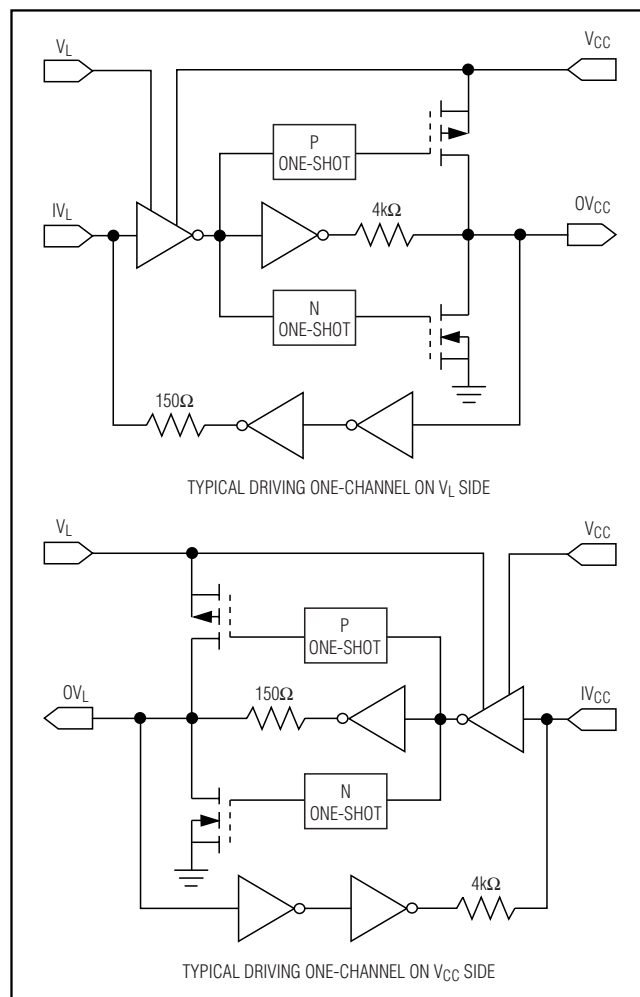 V_L
V_CC
P
ONE-SHOT
IV_L
4kΩ
OV_CC
N
ONE-SHOT
150Ω
TYPICAL DRIVING ONE-CHANNEL ON V_L SIDE
V_L
V_CC
P
ONE-SHOT
OV_L
150Ω
IV_CC
N
ONE-SHOT
4kΩ
TYPICAL DRIVING ONE-CHANNEL ON V_CC SIDE